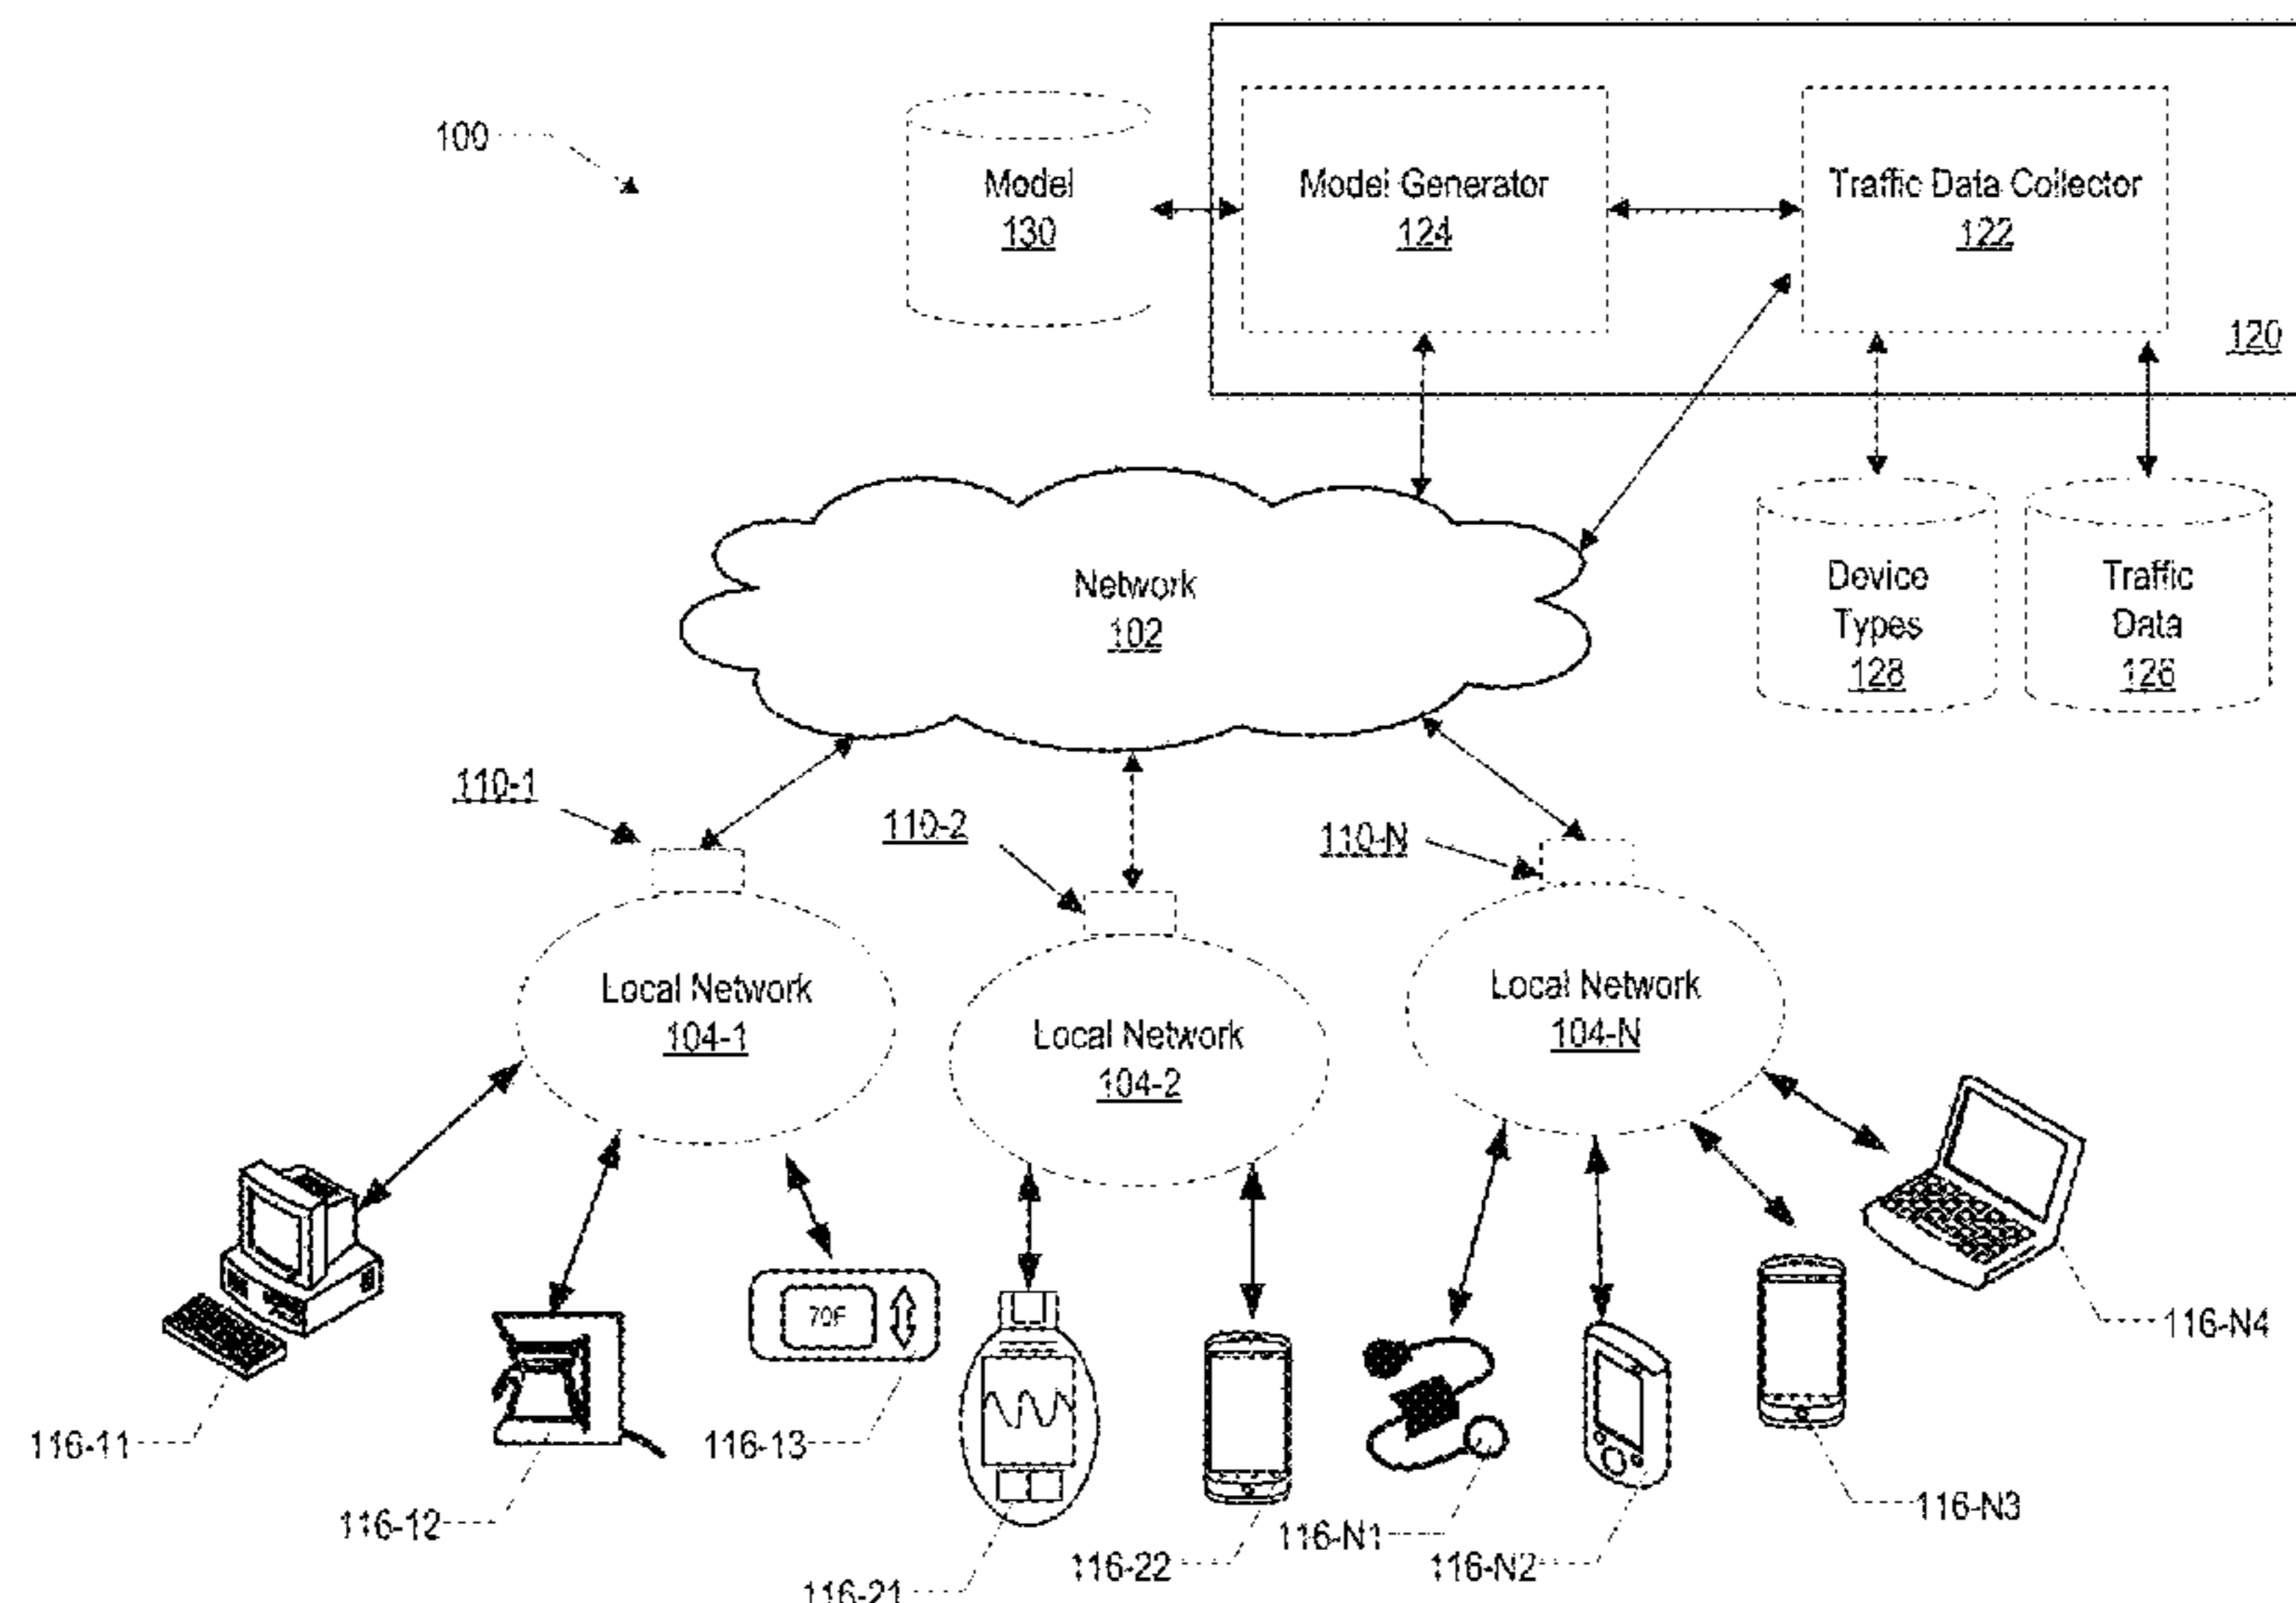 100
Model
130
Model Generator
124
Traffic Data Collector
122
120
Network
102
Device
Types
128
Traffic
Data
126
110-1
110-2
110-N
Local Network
104-1
Local Network
104-2
Local Network
104-N
70F
116-11
116-12
116-13
116-21
116-22
116-N1
116-N2
116-N3
116-N4